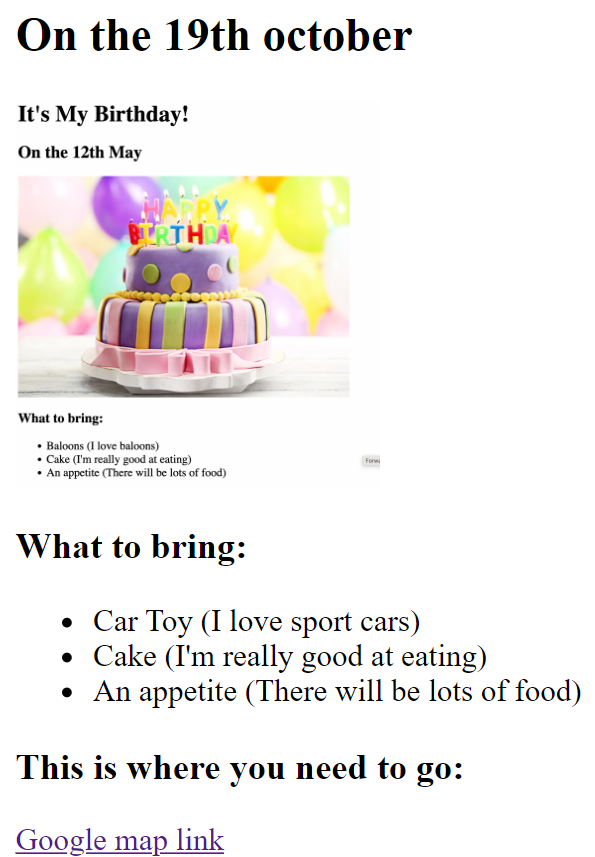 On the 19th october
It's My Birthday!
On the 12th May
HAPPY
BIRTHDAY
What to bring:
• Baloons (I love baloons)
• Cake (I'm really good at eating)
• An appetite (There will be lots of food)
What to bring:
• Car Toy (I love sport cars)
• Cake (I'm really good at eating)
• An appetite (There will be lots of food)
This is where you need to go:
Google map link